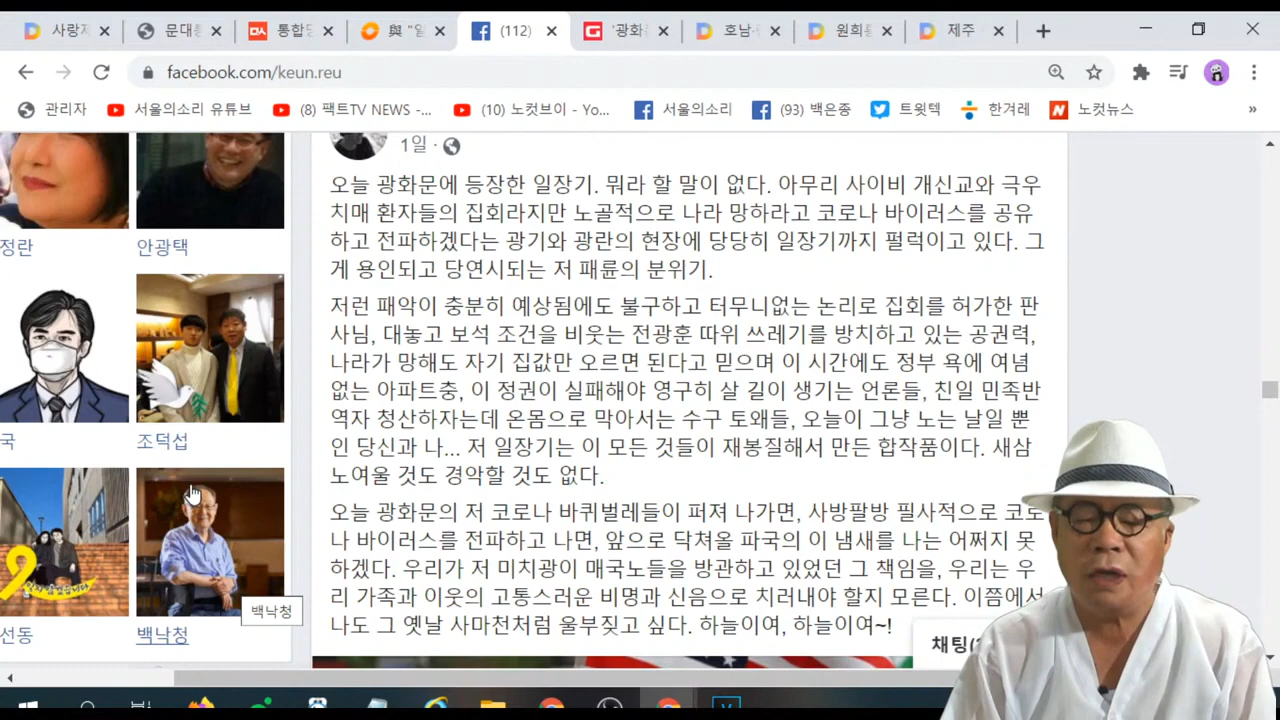 사랑제
문대통
통합당
與 "일
(112)
'광화문
호남
원희룡
제주
facebook.com/keun.reu
관리자
서울의소리 유튜브
(8) 팩트TV NEWS -...
(10) 노컷브이 - Yo...
서울의소리
(93) 백은종
트윗텍
한겨레
노컷뉴스
1일
오늘 광화문에 등장한 일장기. 뭐라 할 말이 없다. 아무리 사이비 개신교와 극우
치매 환자들의 집회라지만 노골적으로 나라 망하라고 코로나 바이러스를 공유
하고 전파하겠다는 광기와 광란의 현장에 당당히 일장기까지 펄럭이고 있다. 그
게 용인되고 당연시되는 저 패륜의 분위기.
저런 패악이 충분히 예상됨에도 불구하고 터무니없는 논리로 집회를 허가한 판
사님, 대놓고 보석 조건을 비웃는 전광훈 따위 쓰레기를 방치하고 있는 공권력,
나라가 망해도 자기 집값만 오르면 된다고 믿으며 이 시간에도 정부 욕에 여념
없는 아파트충, 이 정권이 실패해야 영구히 살 길이 생기는 언론들, 친일 민족반
역자 청산하자는데 온몸으로 막아서는 수구 토왜들, 오늘이 그냥 노는 날일 뿐
인 당신과 나... 저 일장기는 이 모든 것들이 재봉질해서 만든 합작품이다. 새삼
노여울 것도 경악할 것도 없다.
오늘 광화문의 저 코로나 바퀴벌레들이 퍼져 나가면, 사방팔방 필사적으로 코로
나 바이러스를 전파하고 나면, 앞으로 닥쳐올 파국의 이 냄새를 나는 어쩌지 못
하겠다. 우리가 저 미치광이 매국노들을 방관하고 있었던 그 책임을, 우리는 우
리 가족과 이웃의 고통스러운 비명과 신음으로 치러내야 할지 모른다. 이쯤에서
나도 그 옛날 사마천처럼 울부짖고 싶다. 하늘이여, 하늘이여~!
정란
안광택
국
조덕섭
선동
백낙청
백낙청
채팅(